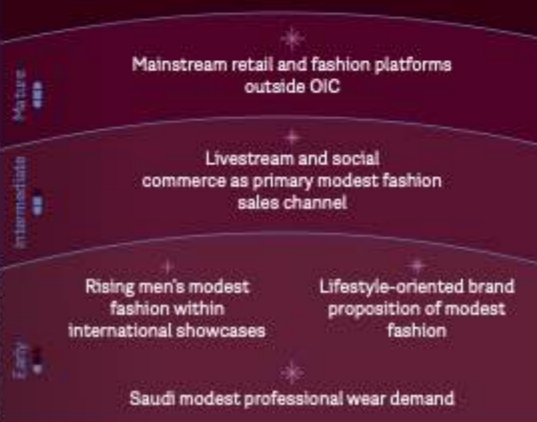 Mature
Mainstream retail and fashion platforms
outside OIC
Intermediate
Livestream and social
commerce as primary modest fashion
sales channel
Early
Rising men's modest
fashion within
international showcases
Lifestyle-oriented brand
proposition of modest
fashion
Saudi modest professional wear demand